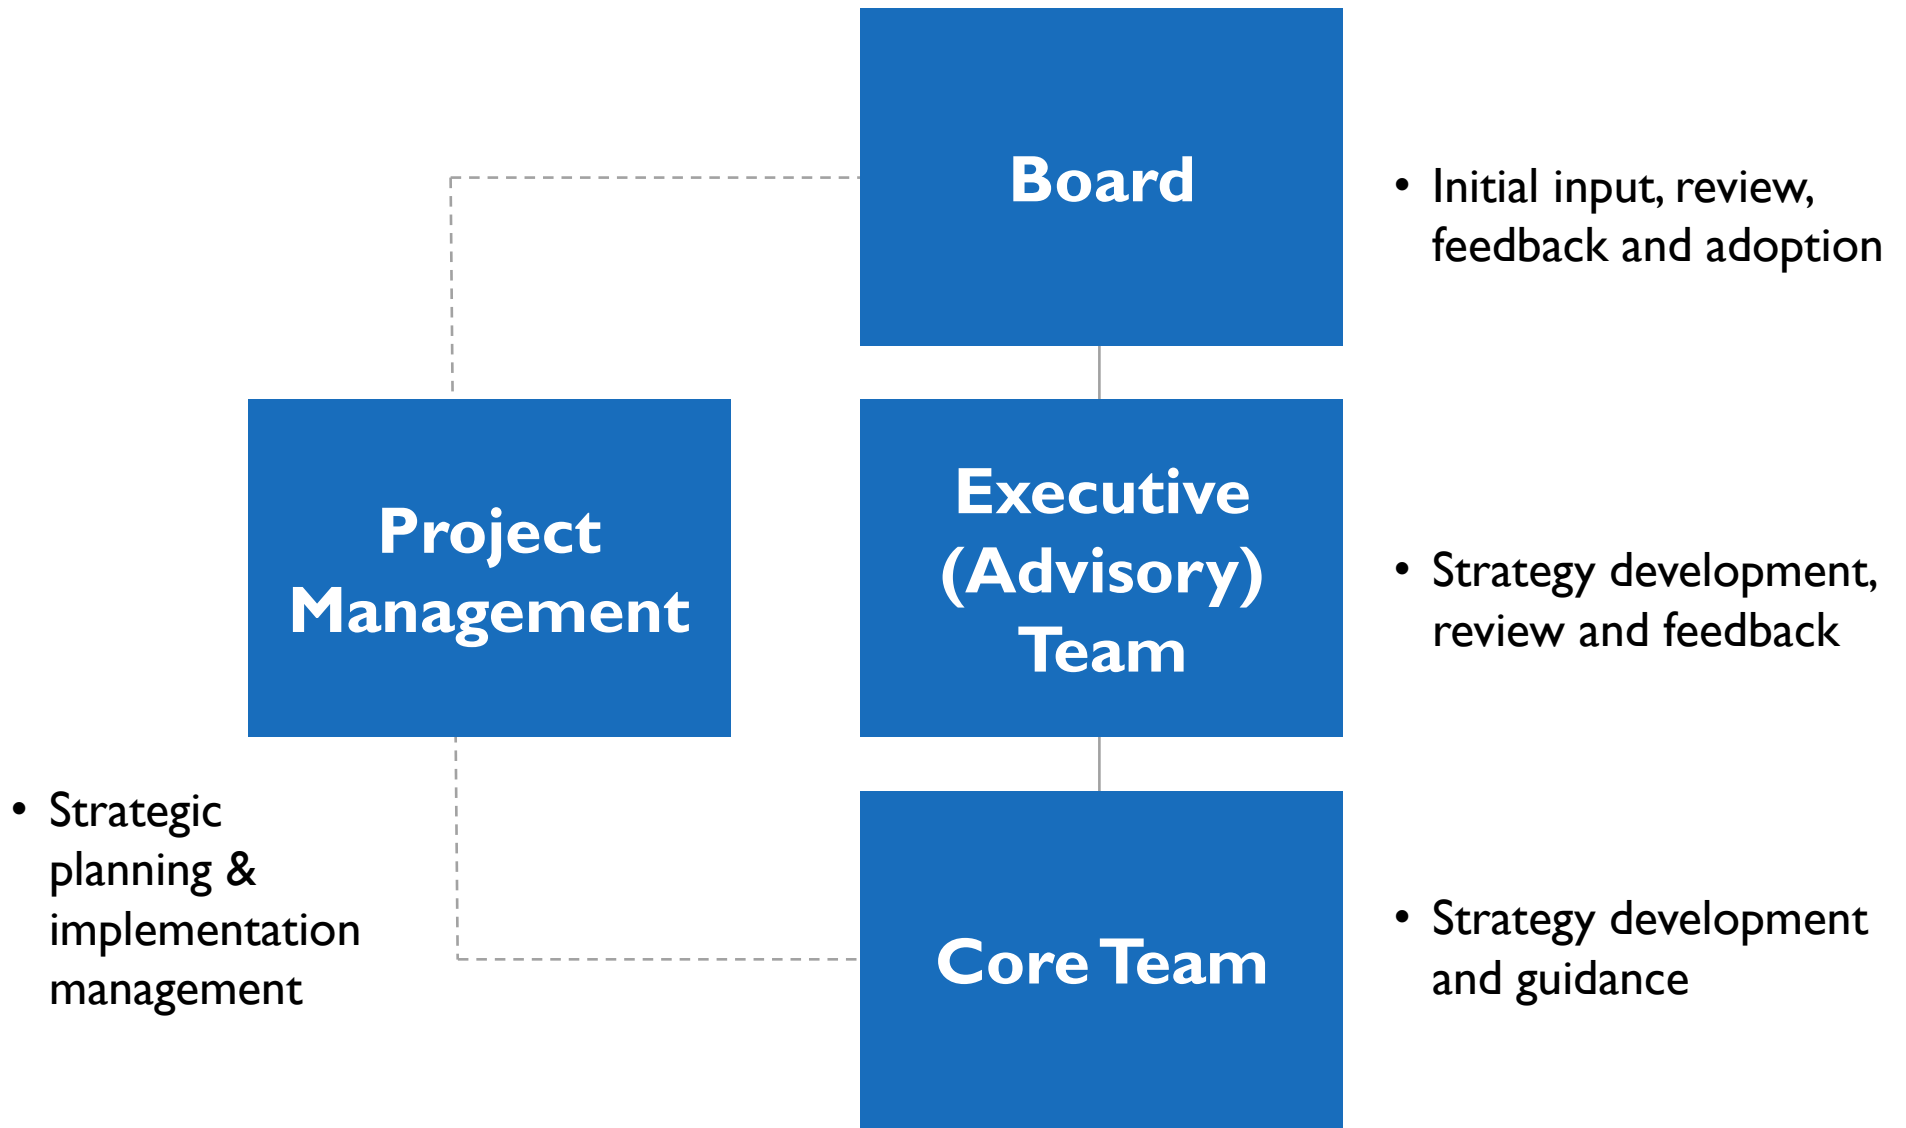 Board
• Initial input, review,
feedback and adoption
Project
Management
Executive
(Advisory)
Team
• Strategy development,
review and feedback
• Strategic
planning &
implementation
management
Core Team
• Strategy development
and guidance